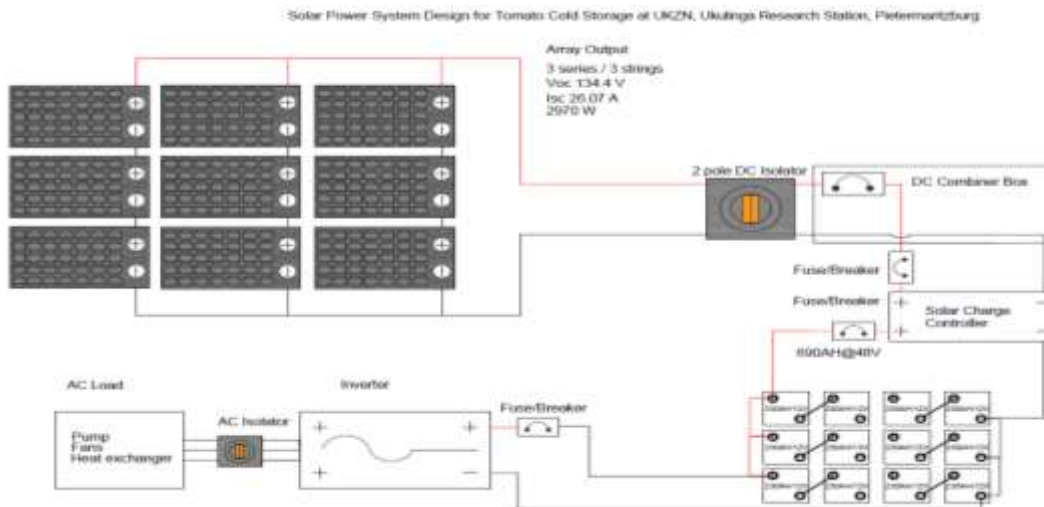 Solar Power System Design for Tomato Cold Storage at UKZN, Ukulinga Research Station, Pietermaritzburg
Array Output
3 series / 3 strings
Voc 134.4 V
Isc 26.07 A
2970 W
2 pole DC Isolator
DC Combiner Box
Fuse/Breaker
Fuse/Breaker
Solar Charge
Controller
690AH@48V
AC Load
Inverter
AC Isolator
Fuse/Breaker
Pump
Fans
Heat exchanger